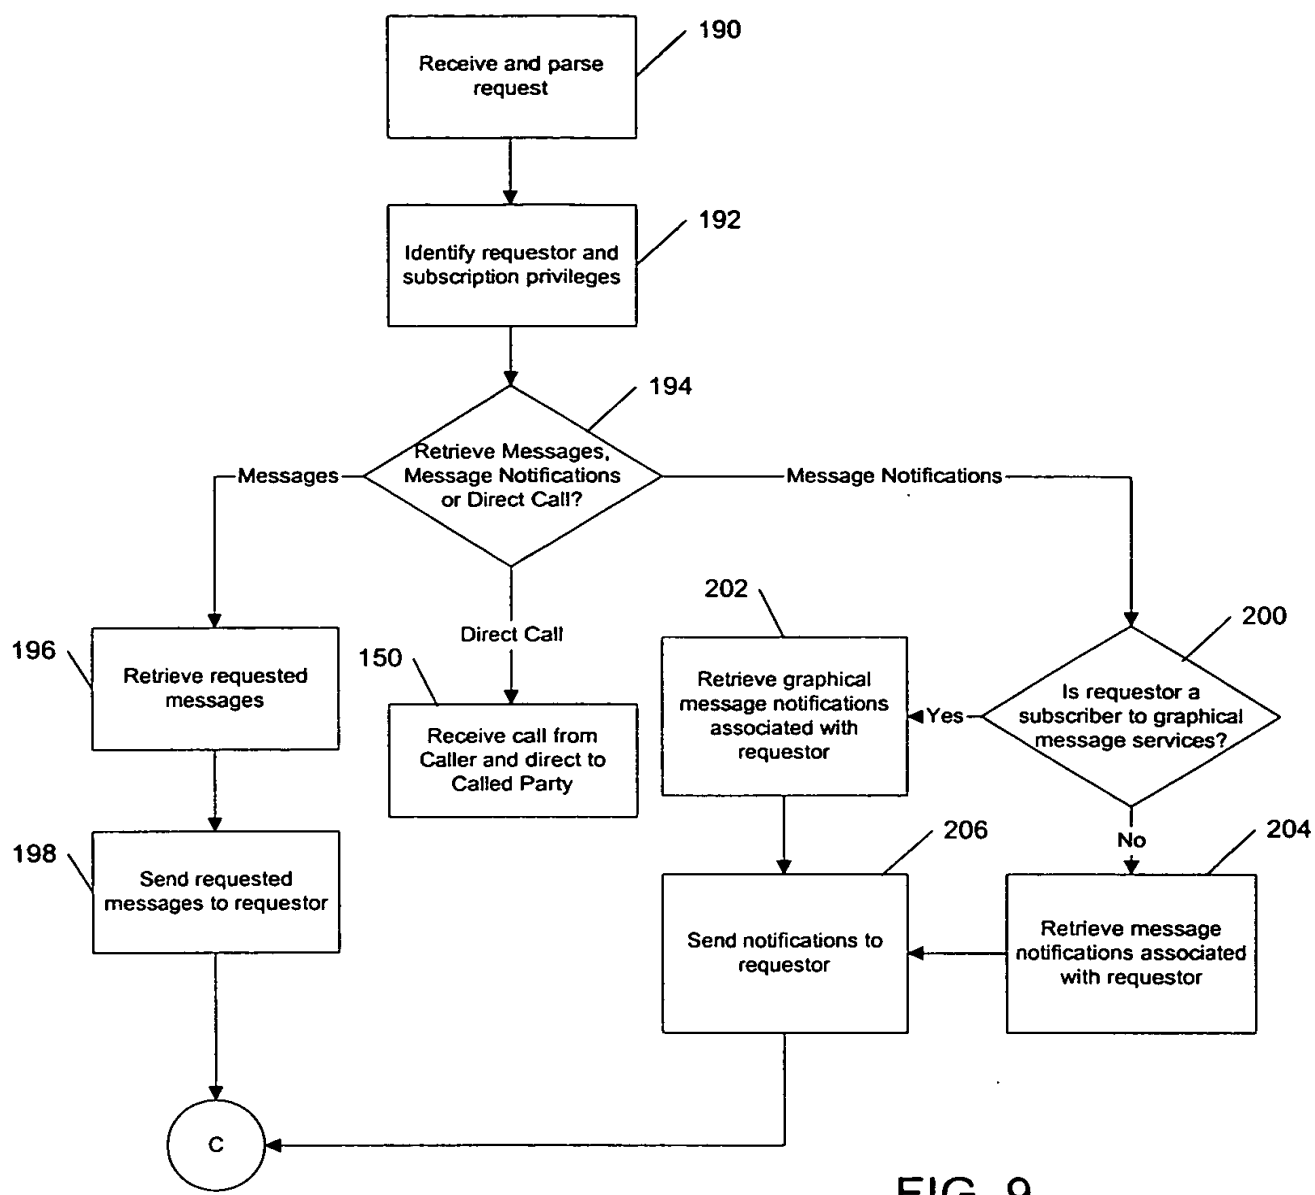 190
Receive and parse
request
192
Identify requestor and
subscription privileges
194
Retrieve Messages,
Message Notifications
or Direct Call?
Messages
Message Notifications
Direct Call
196
Retrieve requested
messages
150
Receive call from
Caller and direct to
Called Party
202
Retrieve graphical
message notifications
associated with
requestor
200
Is requestor a
subscriber to graphical
message services?
Yes
No
198
Send requested
messages to requestor
206
Send notifications to
requestor
204
Retrieve message
notifications associated
with requestor
C
FIG. 9